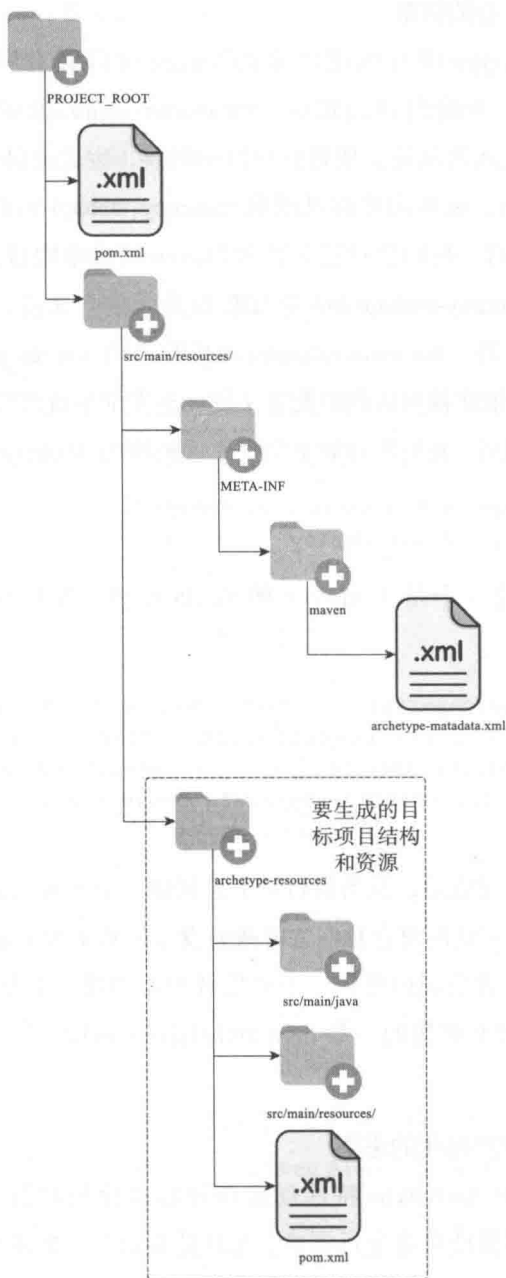 PROJECT_ROOT
.xml
pom.xml
src/main/resources/
META-INF
maven
.xml
archetype-matadata.xml
要生成的目
标项目结构
和资源
archetype-resources
src/main/java
src/main/resources/
.xml
pom.xml